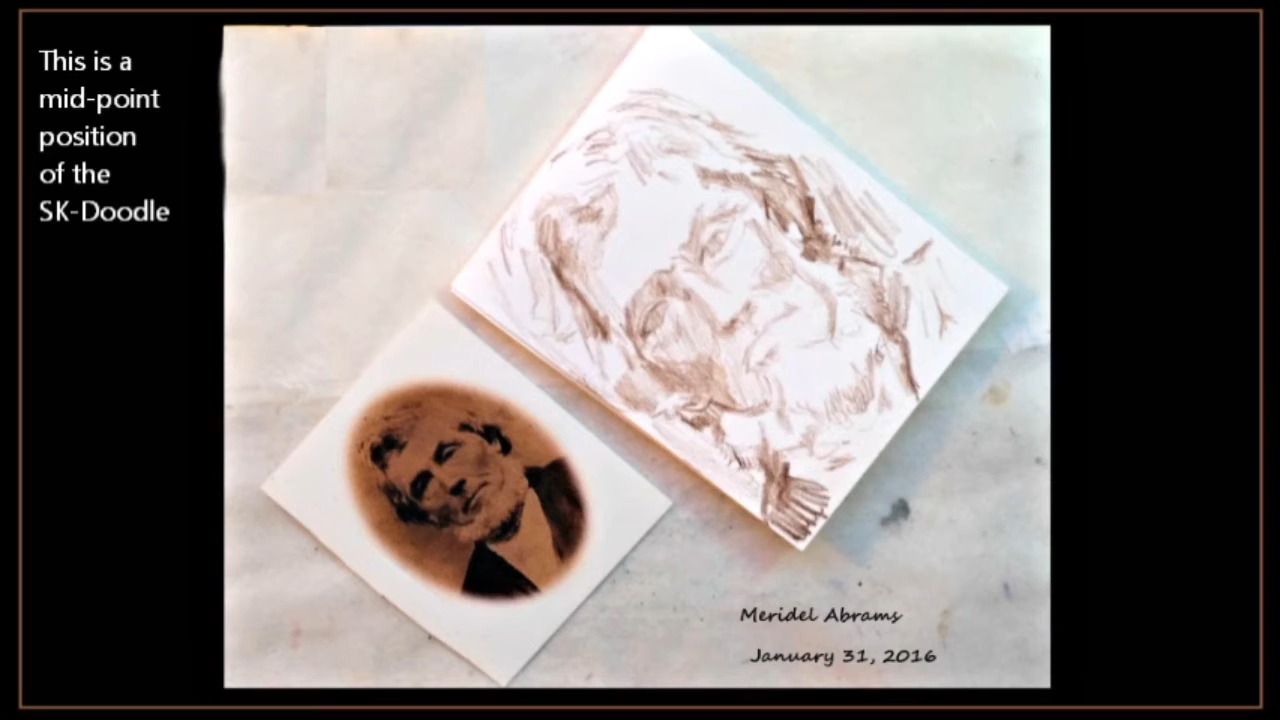 This is a
mid-point
position
of the
SK-Doodle
Meridel Abrams
January 31, 2016